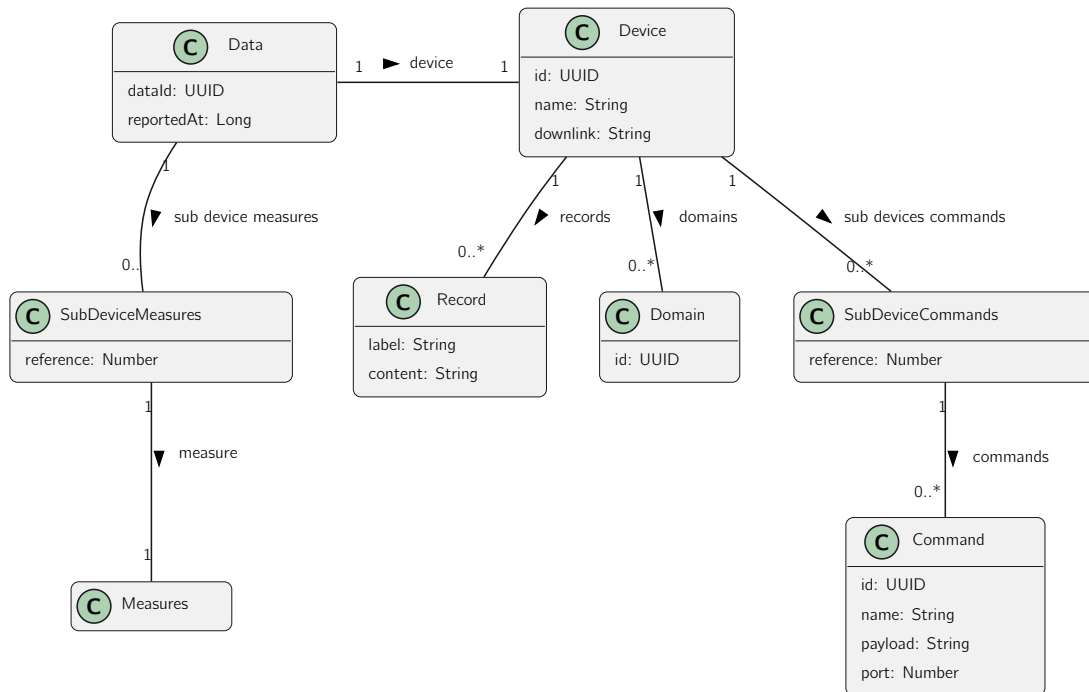 C Data
dataId: UUID
reportedAt: Long
1 device 1
C Device
id: UUID
name: String
downlink: String
1
sub device measures
0..
1
records
0..*
1
domains
0..*
1
sub devices commands
0..*
C SubDeviceMeasures
reference: Number
C Record
label: String
content: String
C Domain
id: UUID
C SubDeviceCommands
reference: Number
1
measure
1
1
commands
0..*
C Measures
C Command
id: UUID
name: String
payload: String
port: Number